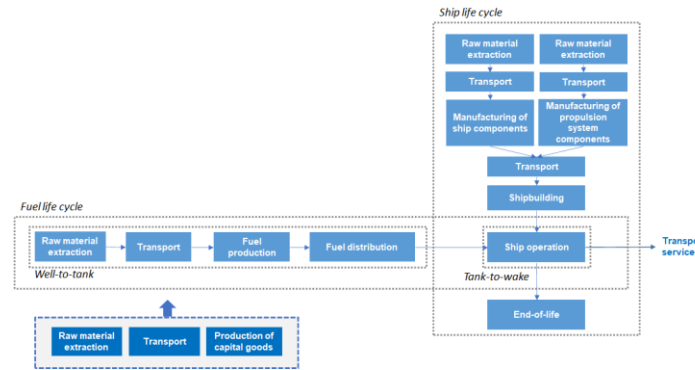 Ship life cycle
Raw material
extraction
Raw material
extraction
Transport
Transport
Manufacturing of
ship components
Manufacturing of
propulsion
system
components
Transport
Shipbuilding
Fuel life cycle
Raw material
extraction
Transport
Fuel
production
Fuel distribution
Ship operation
Transp
service
Well-to-tank
Tank-to-wake
End-of-life
Raw material
extraction
Transport
Production of
capital goods